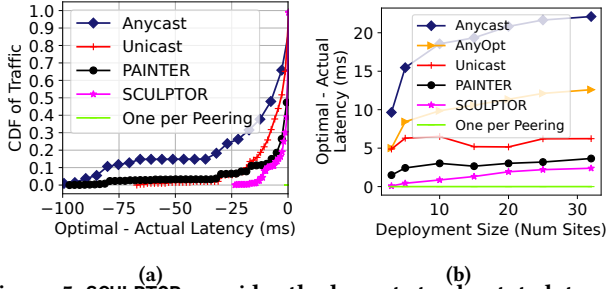 1.0
0.9
0.8
0.7
0.6
0.5
0.4
0.3
0.2
0.1
0.0
CDF of Traffic
Anycast
Unicast
PAINTER
SCULPTOR
One per Peering
−100 −75 −50 −25 0
Optimal - Actual Latency (ms)
(a)
20
15
10
5
0
Optimal - Actual
Latency (ms)
Anycast
AnyOpt
Unicast
PAINTER
SCULPTOR
One per Peering
10 20 30
Deployment Size (Num Sites)
(b)